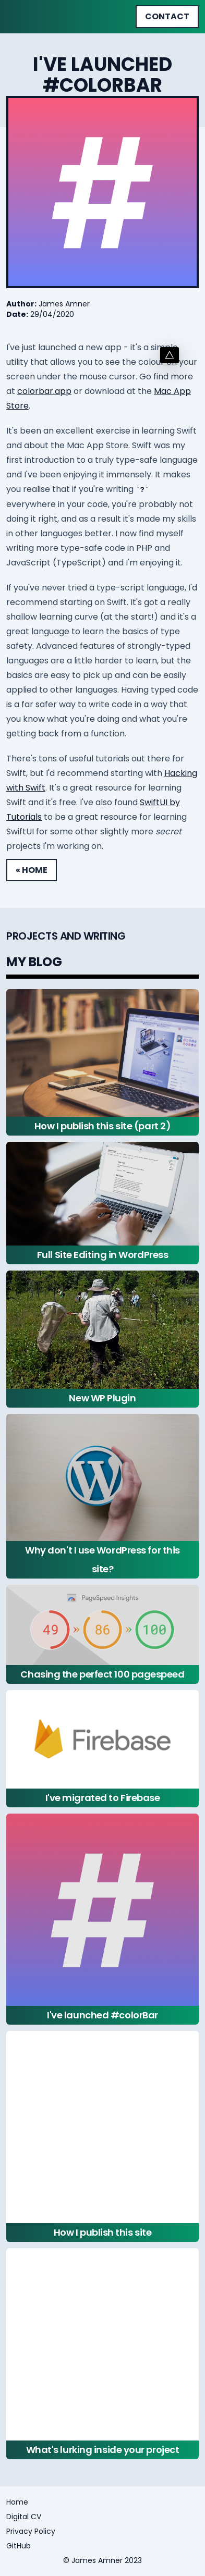 CONTACT
I'VE LAUNCHED
#COLORBAR
#
Author: James Amner
Date: 29/04/2020
I've just launched a new app - it's a simple
utility that allows you to see the colour of your
screen under the mouse cursor. Go find more
at colorbar.app or download at the Mac App
Store.
It's been an excellent exercise in learning Swift
and about the Mac App Store. Swift was my
first introduction to a truly type-safe language
and I've been enjoying it immensely. It makes
you realise that if you're writing `?`
everywhere in your code, you're probably not
doing it right, and as a result it's made my skills
in other languages better. I now find myself
writing more type-safe code in PHP and
JavaScript (TypeScript) and I'm enjoying it.
If you've never tried a type-script language, I'd
recommend starting on Swift. It's got a really
shallow learning curve (at the start!) and it's a
great language to learn the basics of type
safety. Advanced features of strongly-typed
languages are a little harder to learn, but the
basics are easy to pick up and can be easily
applied to other languages. Having typed code
is a far safer way to write code in a way that
you know what you're doing and what you're
getting back from a function.
There's tons of useful tutorials out there for
Swift, but I'd recommend starting with Hacking
with Swift. It's a great resource for learning
Swift and it's free. I've also found SwiftUI by
Tutorials to be a great resource for learning
SwiftUI for some other slightly more secret
projects I'm working on.
« HOME
PROJECTS AND WRITING
MY BLOG
How I publish this site (part 2)
Full Site Editing in WordPress
New WP Plugin
Why don't I use WordPress for this
site?
PageSpeed Insights
49 » 86 » 100
Chasing the perfect 100 pagespeed
Firebase
I've migrated to Firebase
#
I've launched #colorBar
How I publish this site
What's lurking inside your project
Home
Digital CV
Privacy Policy
GitHub
© James Amner 2023